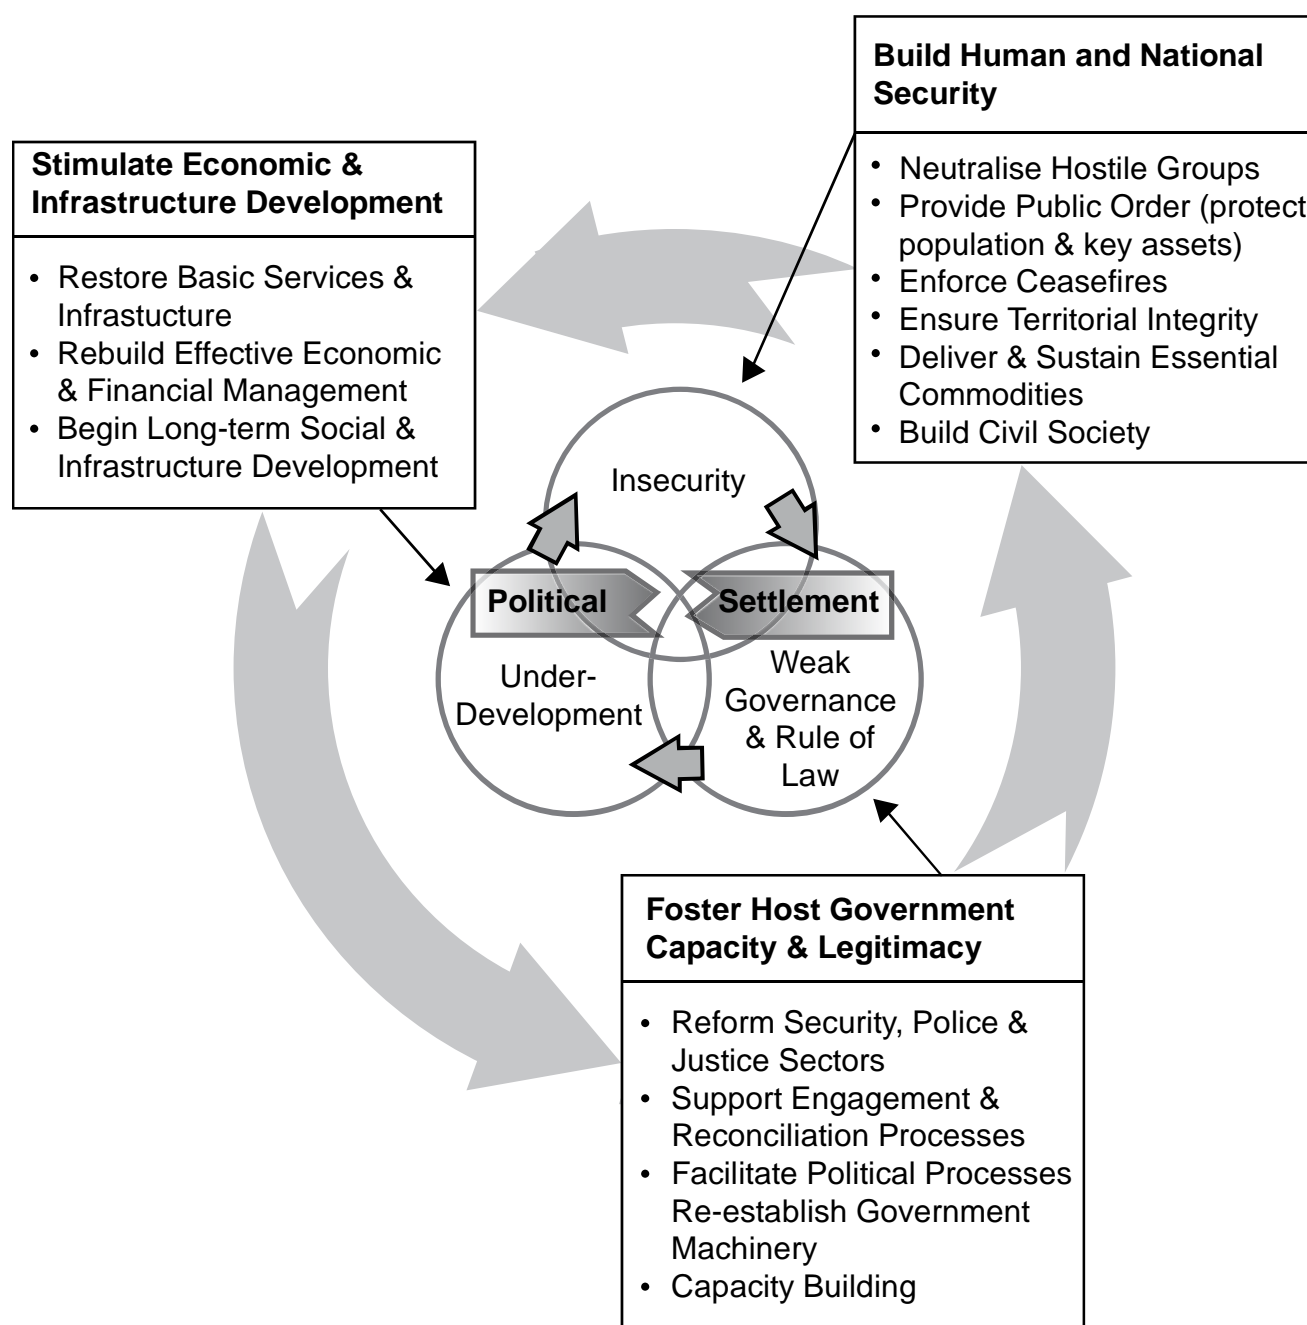 Build Human and National
Security
• Neutralise Hostile Groups
• Provide Public Order (protect
population & key assets)
• Enforce Ceasefires
• Ensure Territorial Integrity
• Deliver & Sustain Essential
Commodities
• Build Civil Society
Stimulate Economic &
Infrastructure Development
• Restore Basic Services &
Infrastucture
• Rebuild Effective Economic
& Financial Management
• Begin Long-term Social &
Infrastructure Development
Insecurity
Political
Settlement
Under-
Development
Weak
Governance
& Rule of
Law
Foster Host Government
Capacity & Legitimacy
• Reform Security, Police &
Justice Sectors
• Support Engagement &
Reconciliation Processes
• Facilitate Political Processes
Re-establish Government
Machinery
• Capacity Building